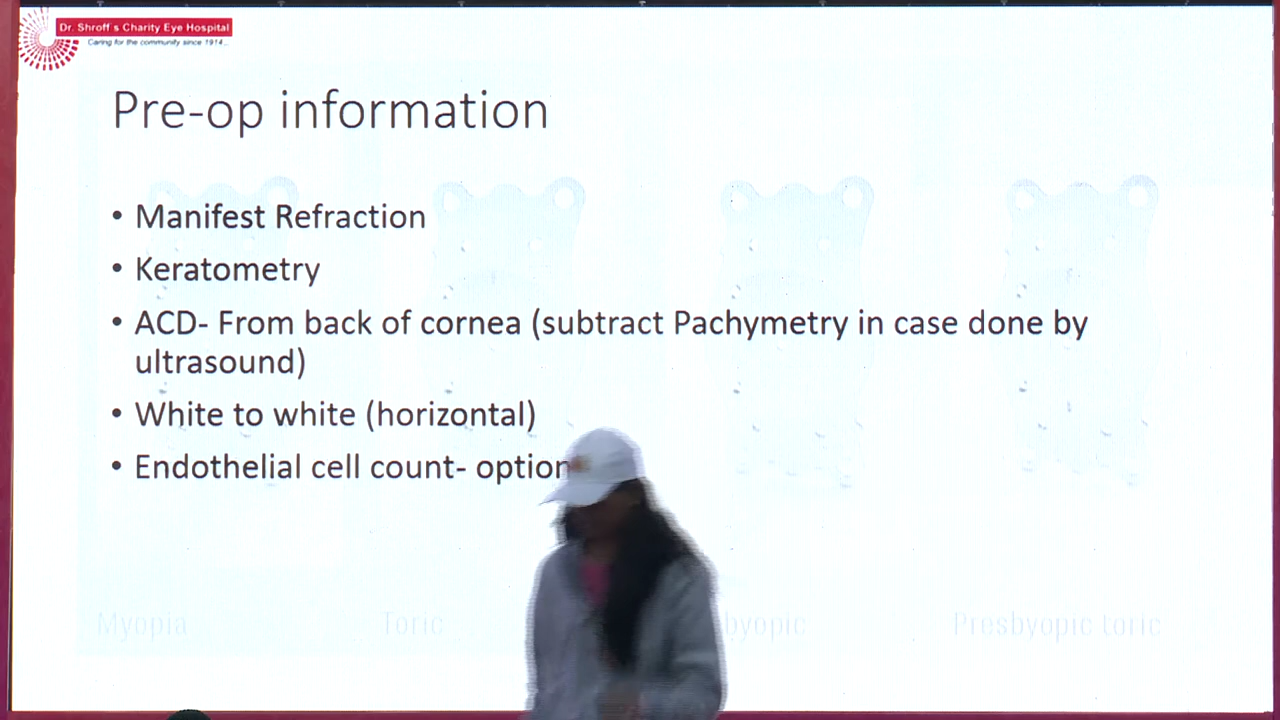 Dr. Shroff's Charity Eye Hospital
Caring for the community since 1914...
Pre-op information
• Manifest Refraction
• Keratometry
• ACD- From back of cornea (subtract Pachymetry in case done by
ultrasound)
• White to white (horizontal)
• Endothelial cell count- option
Myopia Toric byopic Presbyopic toric